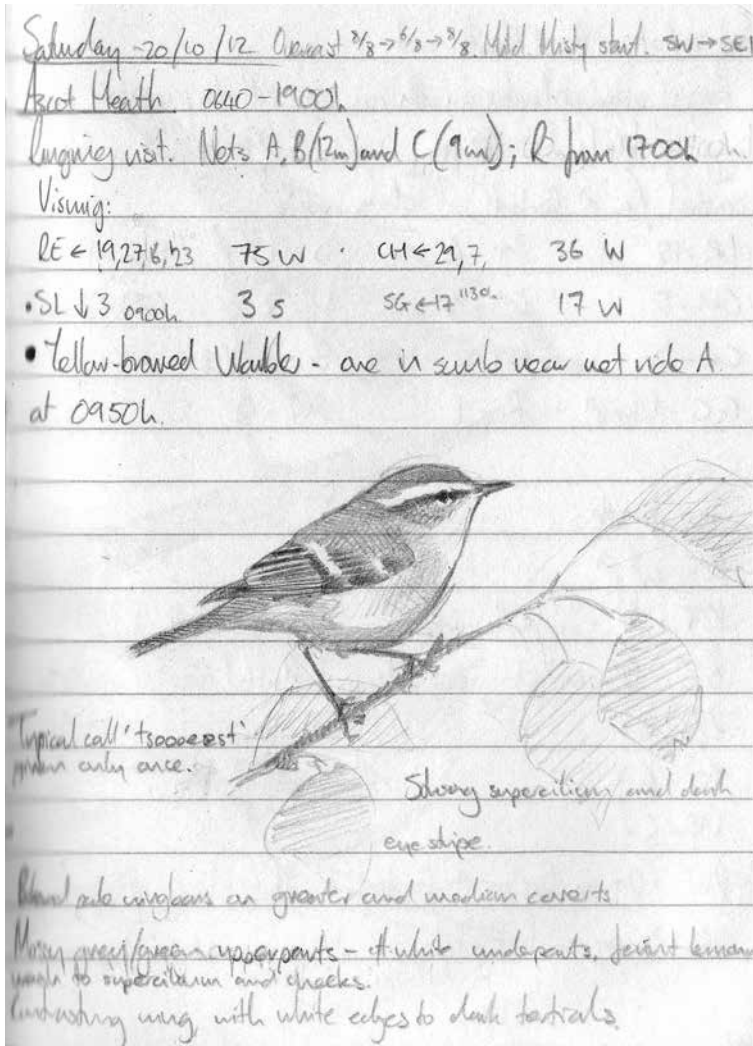 Saturday - 20/10/12 Overcast 8/8→6/8→8/8. Mild Misty start. SW→SE1
Ascot Heath 0640-1900h
Ringing visit. Nets A, B (12m) and C (9m); R from 1700h
Vismig:
RE ← 19,27,6,23 75 W · CH ← 29, 7, 36 W
• SL ↓ 3 0900h 3 S SG ← 17 1130h 17 W
• Yellow-browed Warbler - one in scrub near net ride A
at 0950h.
Typical call 'tsoooeest'
given only once.
Strong supercilium and dark
eye stripe.
Broad pale wingbars on greater and median coverts
Mossy grey/green upperparts - off-white underparts, faint lemon
wash to supercilium and cheeks.
Contrasting wing, with white edges to dark tertials.